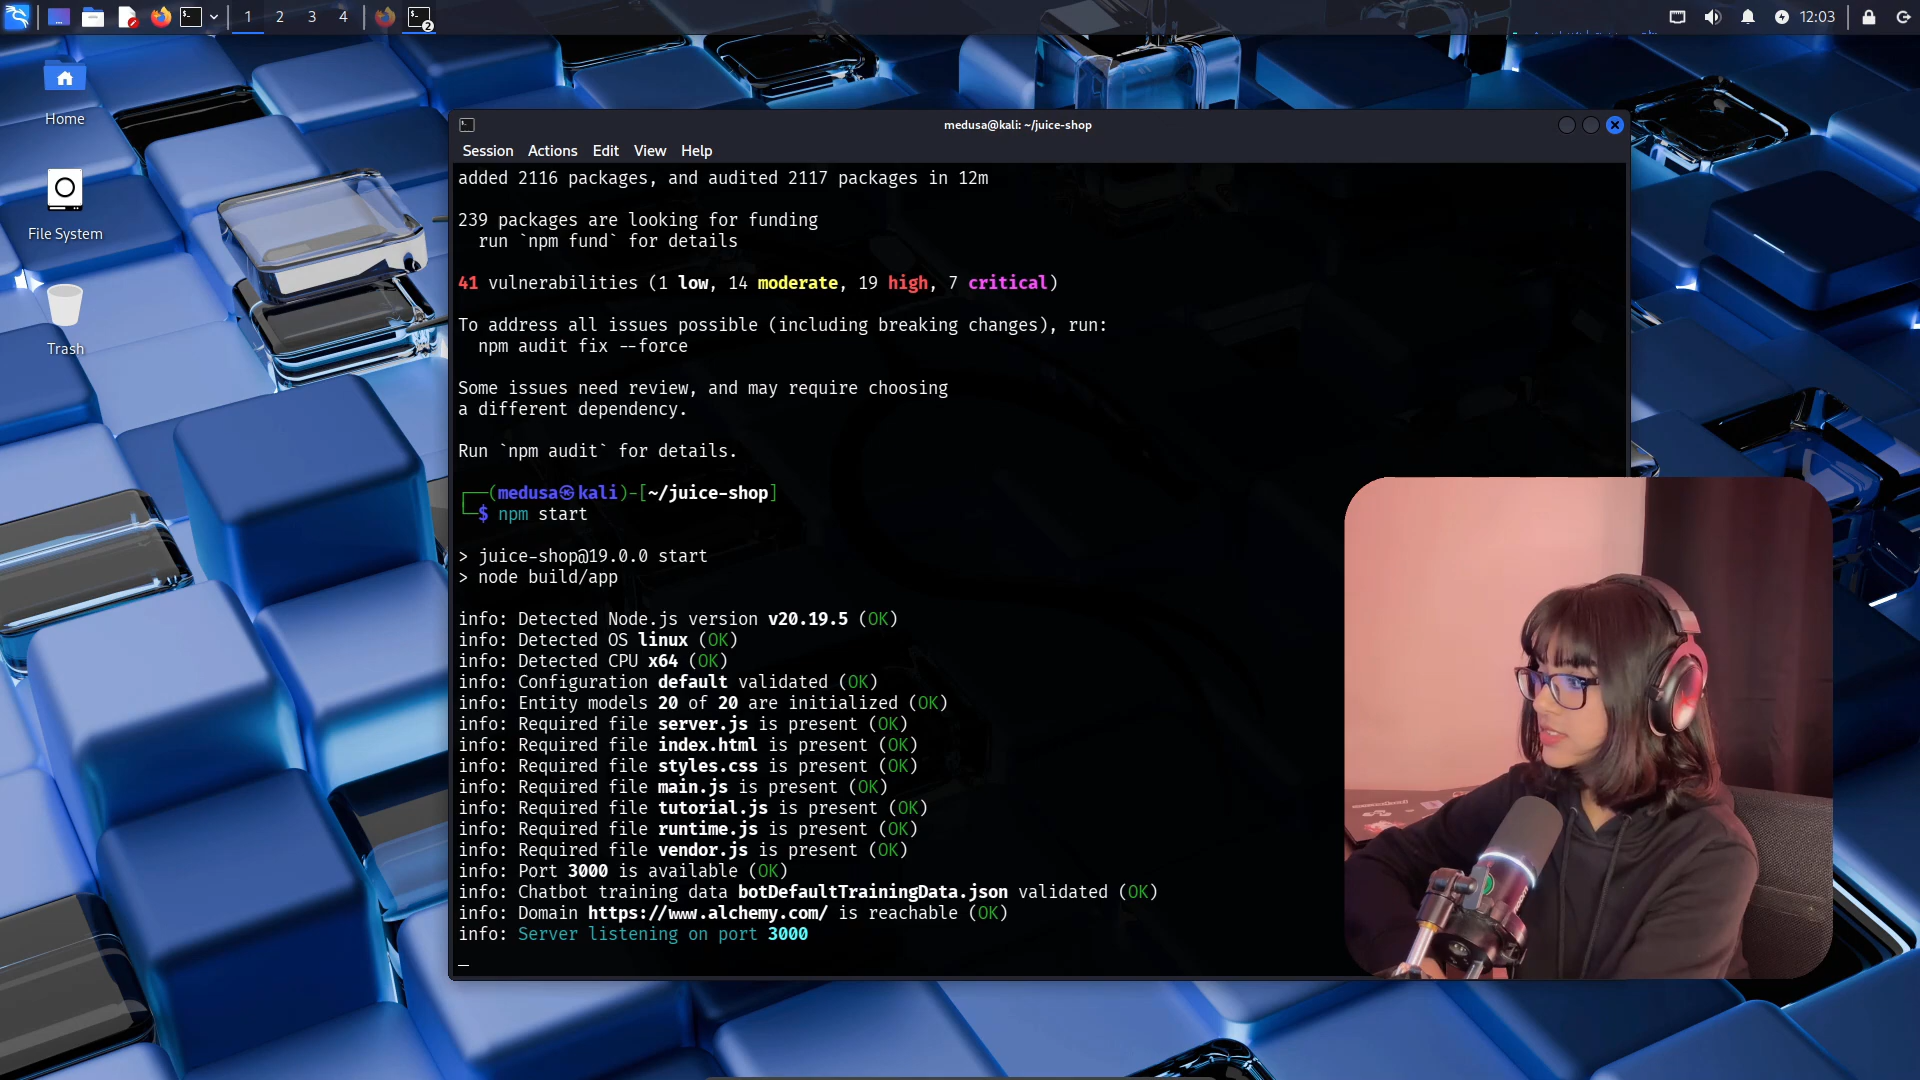 1 2 3 4
2
12:03
Home
File System
Trash
medusa@kali: ~/juice-shop
Session Actions Edit View Help
added 2116 packages, and audited 2117 packages in 12m
239 packages are looking for funding
run `npm fund` for details
41 vulnerabilities (1 low, 14 moderate, 19 high, 7 critical)
To address all issues possible (including breaking changes), run:
npm audit fix --force
Some issues need review, and may require choosing
a different dependency.
Run `npm audit` for details.
┌──(medusa㉿kali)-[~/juice-shop]
└─$ npm start
> juice-shop@19.0.0 start
> node build/app
info: Detected Node.js version v20.19.5 (OK)
info: Detected OS linux (OK)
info: Detected CPU x64 (OK)
info: Configuration default validated (OK)
info: Entity models 20 of 20 are initialized (OK)
info: Required file server.js is present (OK)
info: Required file index.html is present (OK)
info: Required file styles.css is present (OK)
info: Required file main.js is present (OK)
info: Required file tutorial.js is present (OK)
info: Required file runtime.js is present (OK)
info: Required file vendor.js is present (OK)
info: Port 3000 is available (OK)
info: Chatbot training data botDefaultTrainingData.json validated (OK)
info: Domain https://www.alchemy.com/ is reachable (OK)
info: Server listening on port 3000